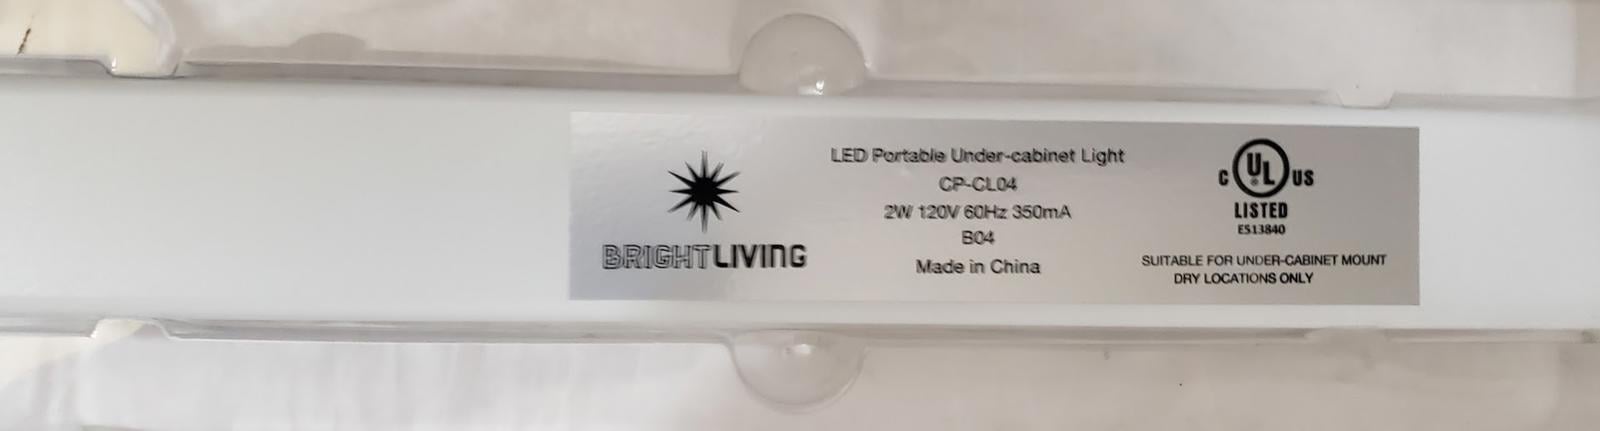 BRIGHTLIVING
LED Portable Under-cabinet Light
CP-CL04
2W 120V 60Hz 350mA
B04
Made in China
C UL US
®
LISTED
E513840
SUITABLE FOR UNDER-CABINET MOUNT
DRY LOCATIONS ONLY